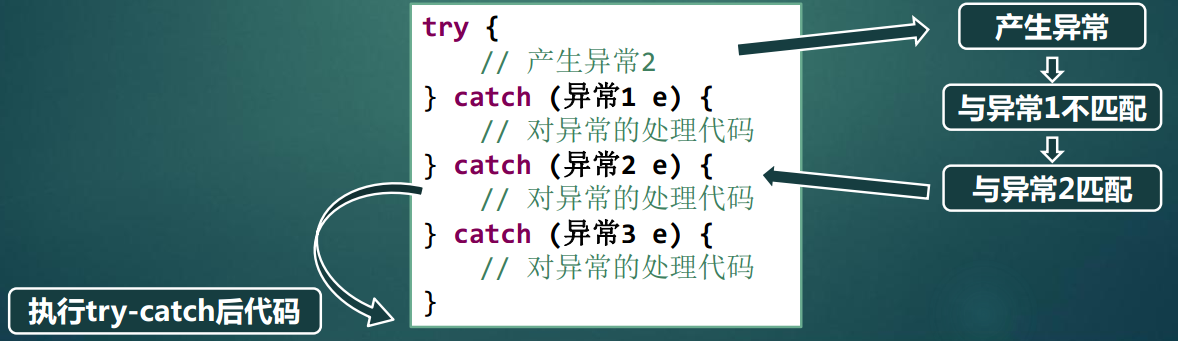 try {
// 产生异常2
} catch (异常1 e) {
// 对异常的处理代码
} catch (异常2 e) {
// 对异常的处理代码
} catch (异常3 e) {
// 对异常的处理代码
}
产生异常
与异常1不匹配
与异常2匹配
执行try-catch后代码